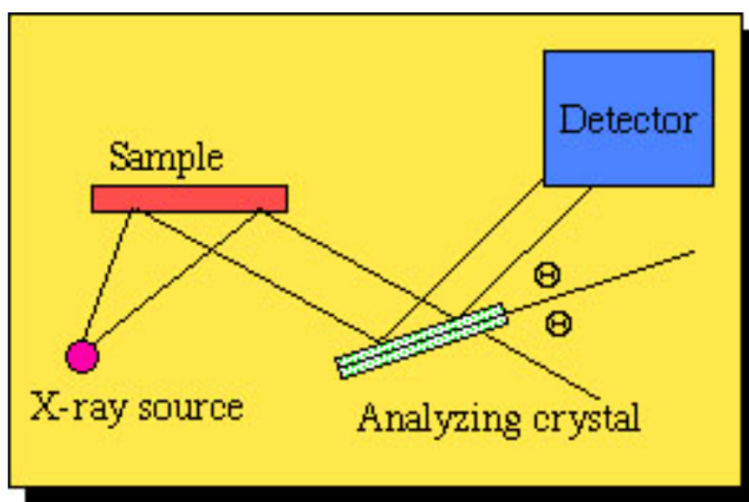 Detector
Sample
Θ
Θ
X-ray source
Analyzing crystal